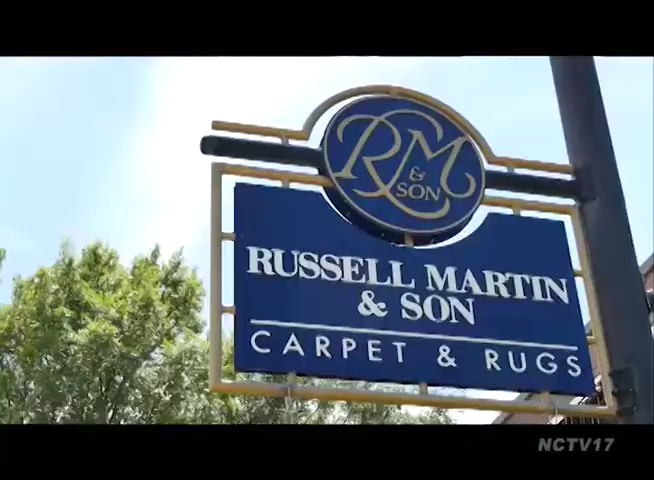 RM
& SON
RUSSELL MARTIN
& SON
CARPET & RUGS
NCTV17